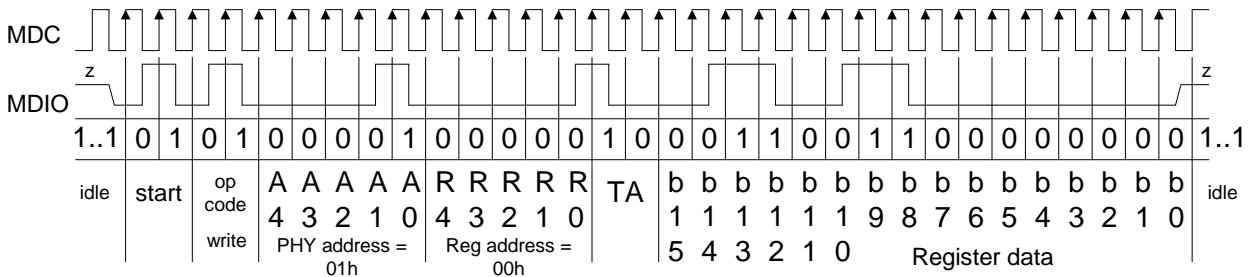 MDC
z z
MDIO
1..1 0 1 0 1 0 0 0 0 1 0 0 0 0 0 1 0 0 0 1 1 0 0 1 1 0 0 0 0 0 0 0 0 1..1
idle start op code write
A A A A A
4 3 2 1 0
PHY address =
01h
R R R R R
4 3 2 1 0
Reg address =
00h
TA
b b b b b b b b b b b b b b b b
1 1 1 1 1 1 9 8 7 6 5 4 3 2 1 0
5 4 3 2 1 0
Register data
idle